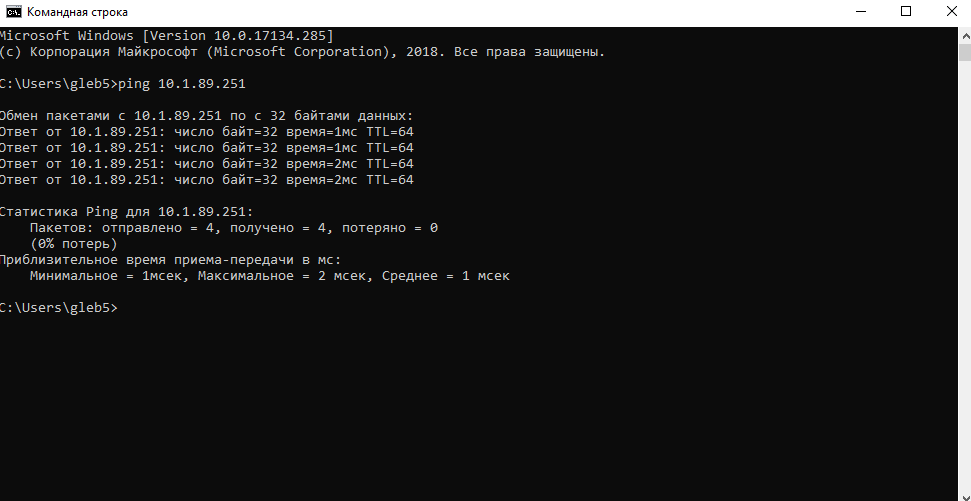 Командная строка
Microsoft Windows [Version 10.0.17134.285]
(c) Корпорация Майкрософт (Microsoft Corporation), 2018. Все права защищены.
C:\Users\gleb5>ping 10.1.89.251
Обмен пакетами с 10.1.89.251 по с 32 байтами данных:
Ответ от 10.1.89.251: число байт=32 время=1мс TTL=64
Ответ от 10.1.89.251: число байт=32 время=1мс TTL=64
Ответ от 10.1.89.251: число байт=32 время=2мс TTL=64
Ответ от 10.1.89.251: число байт=32 время=2мс TTL=64
Статистика Ping для 10.1.89.251:
Пакетов: отправлено = 4, получено = 4, потеряно = 0
(0% потерь)
Приблизительное время приема-передачи в мс:
Минимальное = 1мсек, Максимальное = 2 мсек, Среднее = 1 мсек
C:\Users\gleb5>